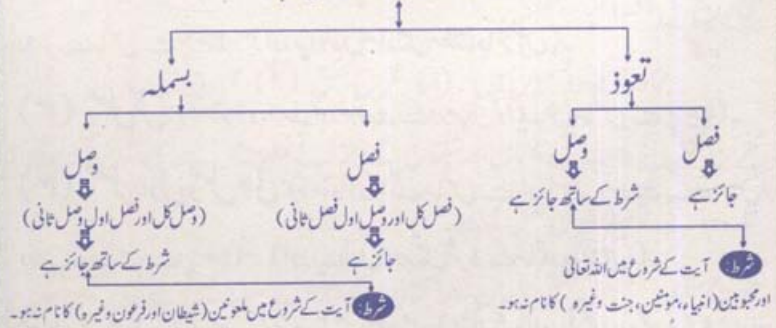 تعوذ
بسملہ
فصل
وصل
فصل
وصل
جائز ہے
شرط کے ساتھ جائز ہے
(فصل کل اور وصل اول فصل ثانی)
(وصل کل اور فصل اول وصل ثانی)
جائز ہے
شرط کے ساتھ جائز ہے
شرط: آیت کے شروع میں اللہ تعالیٰ
اور محبوبین (انبیاء، مومنین، جنت وغیرہ) کا نام نہ ہو۔
شرط: آیت کے شروع میں ملعونین (شیطان اور فرعون وغیرہ) کا نام نہ ہو۔